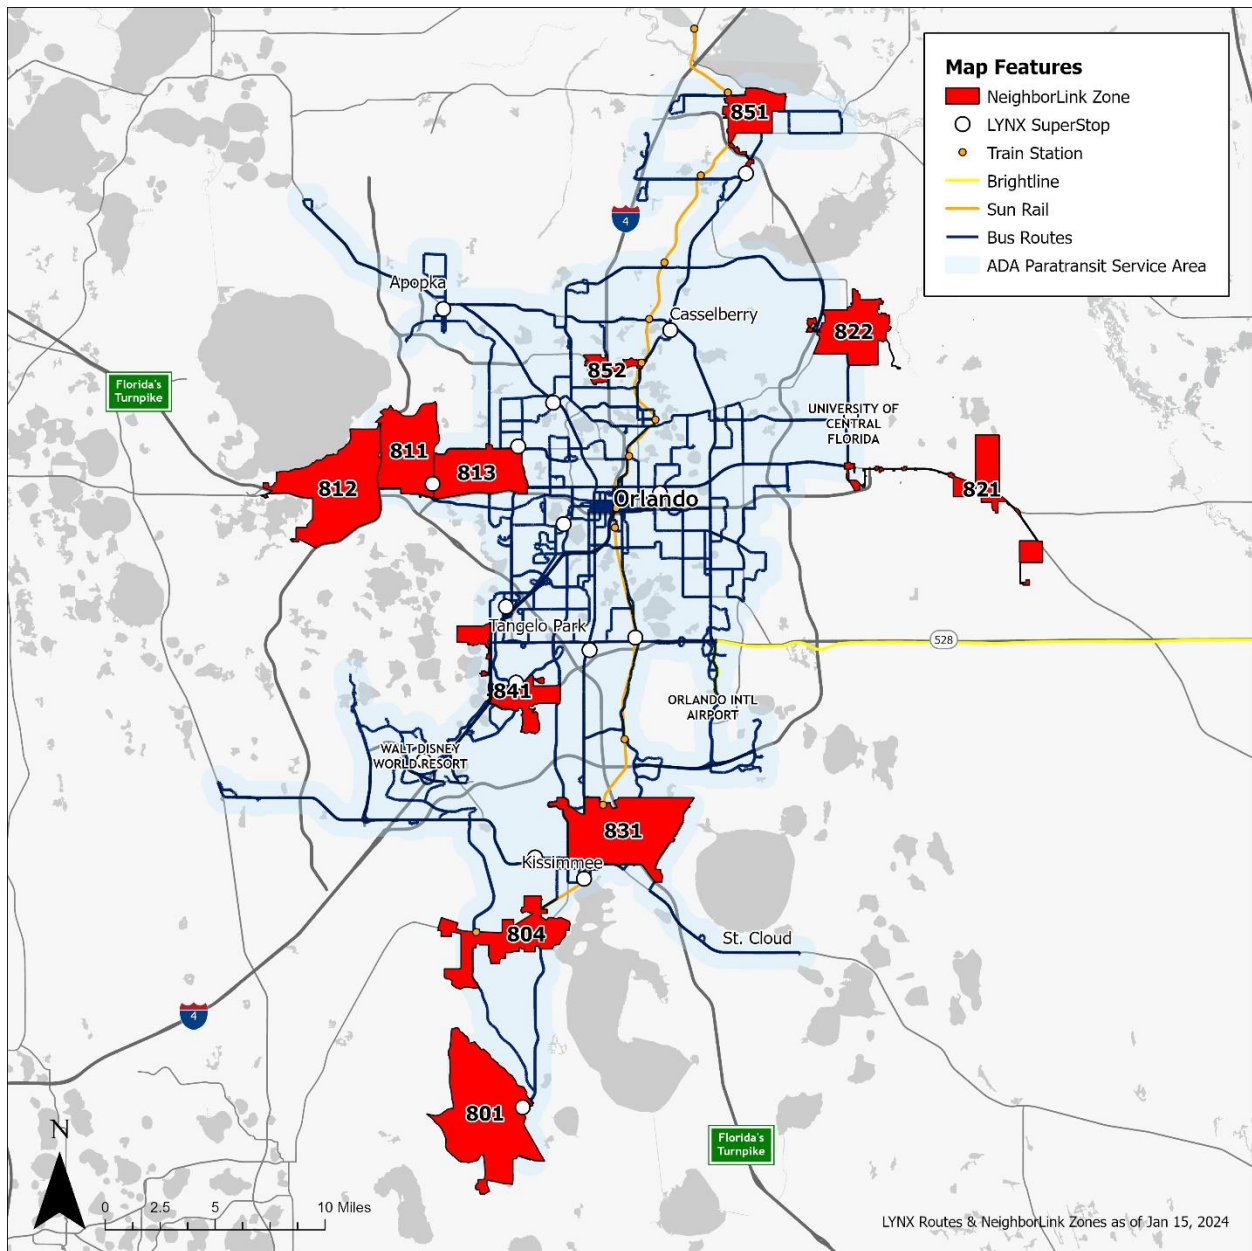 Map Features
NeighborLink Zone
LYNX SuperStop
Train Station
Brightline
Sun Rail
Bus Routes
ADA Paratransit Service Area
851
4
Apopka
Casselberry
822
852
Florida's
Turnpike
UNIVERSITY OF
CENTRAL
FLORIDA
811
813
812
821
Orlando
Tangelo Park
528
841
ORLANDO INTL
AIRPORT
WALT DISNEY
WORLD RESORT
831
Kissimmee
804
St. Cloud
4
801
Florida's
Turnpike
N
0 2.5 5 10 Miles
LYNX Routes & NeighborLink Zones as of Jan 15, 2024